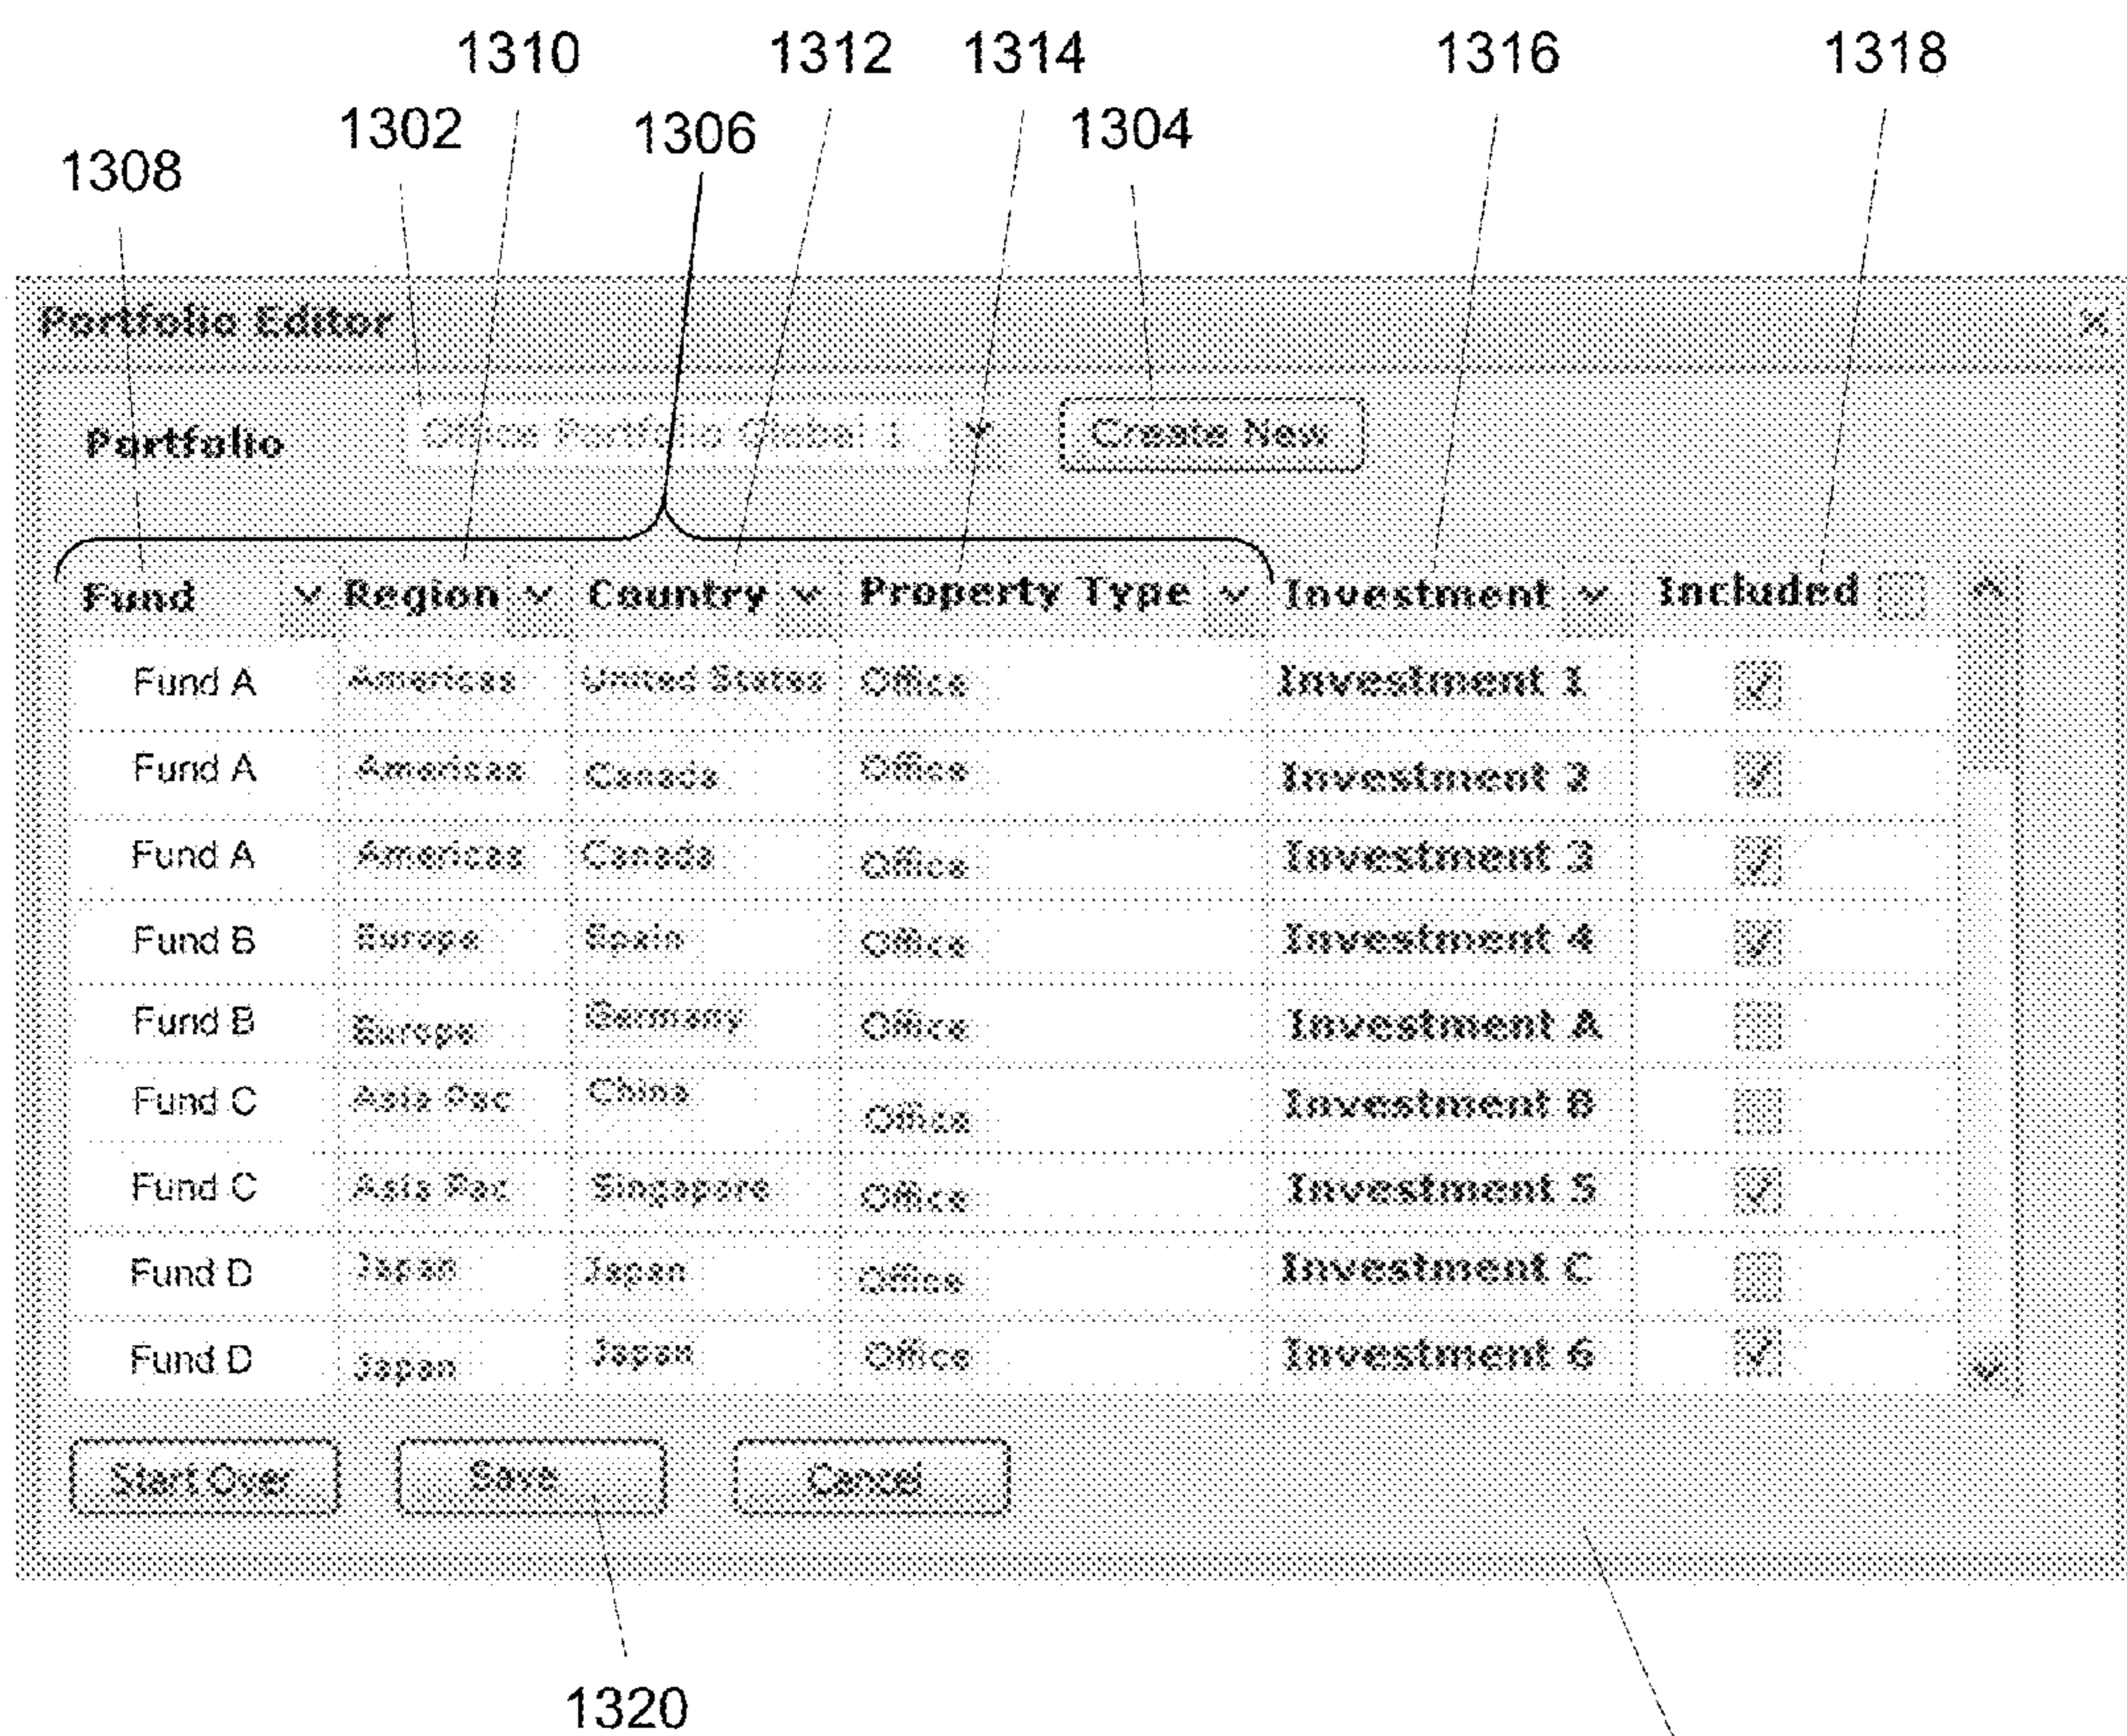 1310 1312 1314 1316 1318
1302 1306 1304
1308
Portfolio Editor
Portfolio Office Portfolio Global 1 Create New
Fund Region Country Property Type Investment Included
Fund A Americas United States Office Investment 1
Fund A Americas Canada Office Investment 2
Fund A Americas Canada Office Investment 3
Fund B Europe Spain Office Investment 4
Fund B Europe Germany Office Investment A
Fund C Asia Pac China Office Investment B
Fund C Asia Pac Singapore Office Investment 5
Fund D Japan Japan Office Investment C
Fund D Japan Japan Office Investment 6
Start Over Save Cancel
1320